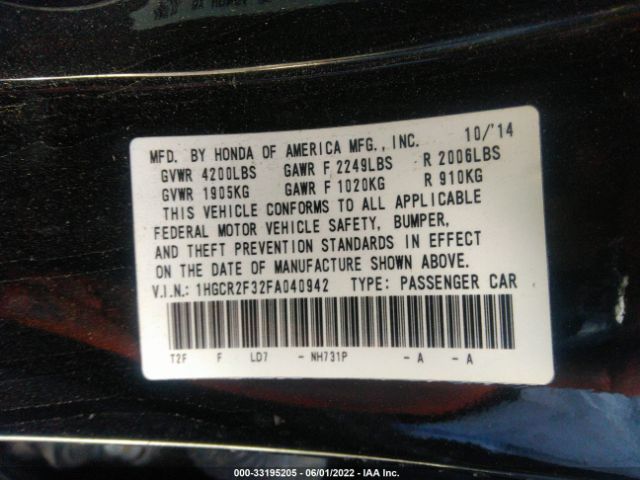 MFD. BY HONDA OF AMERICA MFG., INC. 10/'14
GVWR 4200LBS GAWR F 2249LBS R 2006LBS
GVWR 1905KG GAWR F 1020KG R 910KG
THIS VEHICLE CONFORMS TO ALL APPLICABLE
FEDERAL MOTOR VEHICLE SAFETY, BUMPER,
AND THEFT PREVENTION STANDARDS IN EFFECT
ON THE DATE OF MANUFACTURE SHOWN ABOVE.
V.I.N.: 1HGCR2F32FA040942 TYPE: PASSENGER CAR
T2F F LD7 - NH731P - A - A
000-33195205 - 06/01/2022 - IAA Inc.